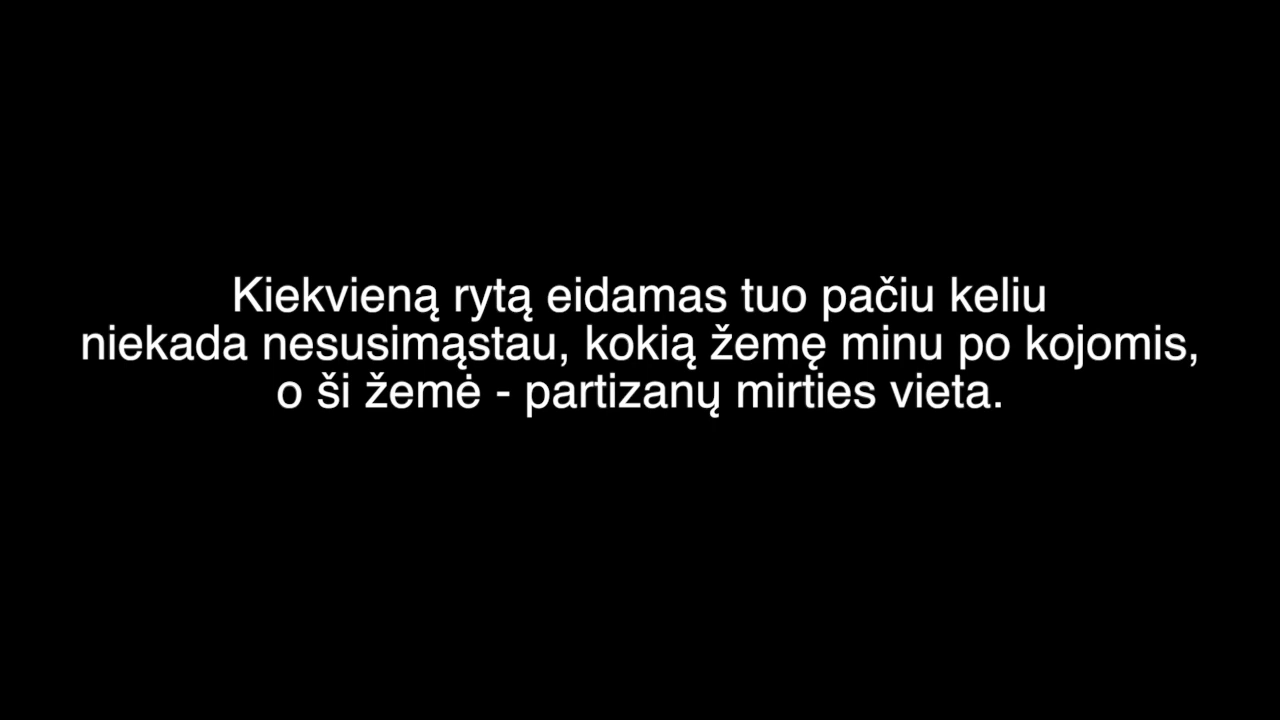 Kiekvieną rytą eidamas tuo pačiu keliu
niekada nesusimąstau, kokią žemę minu po kojomis,
o ši žemė - partizanų mirties vieta.